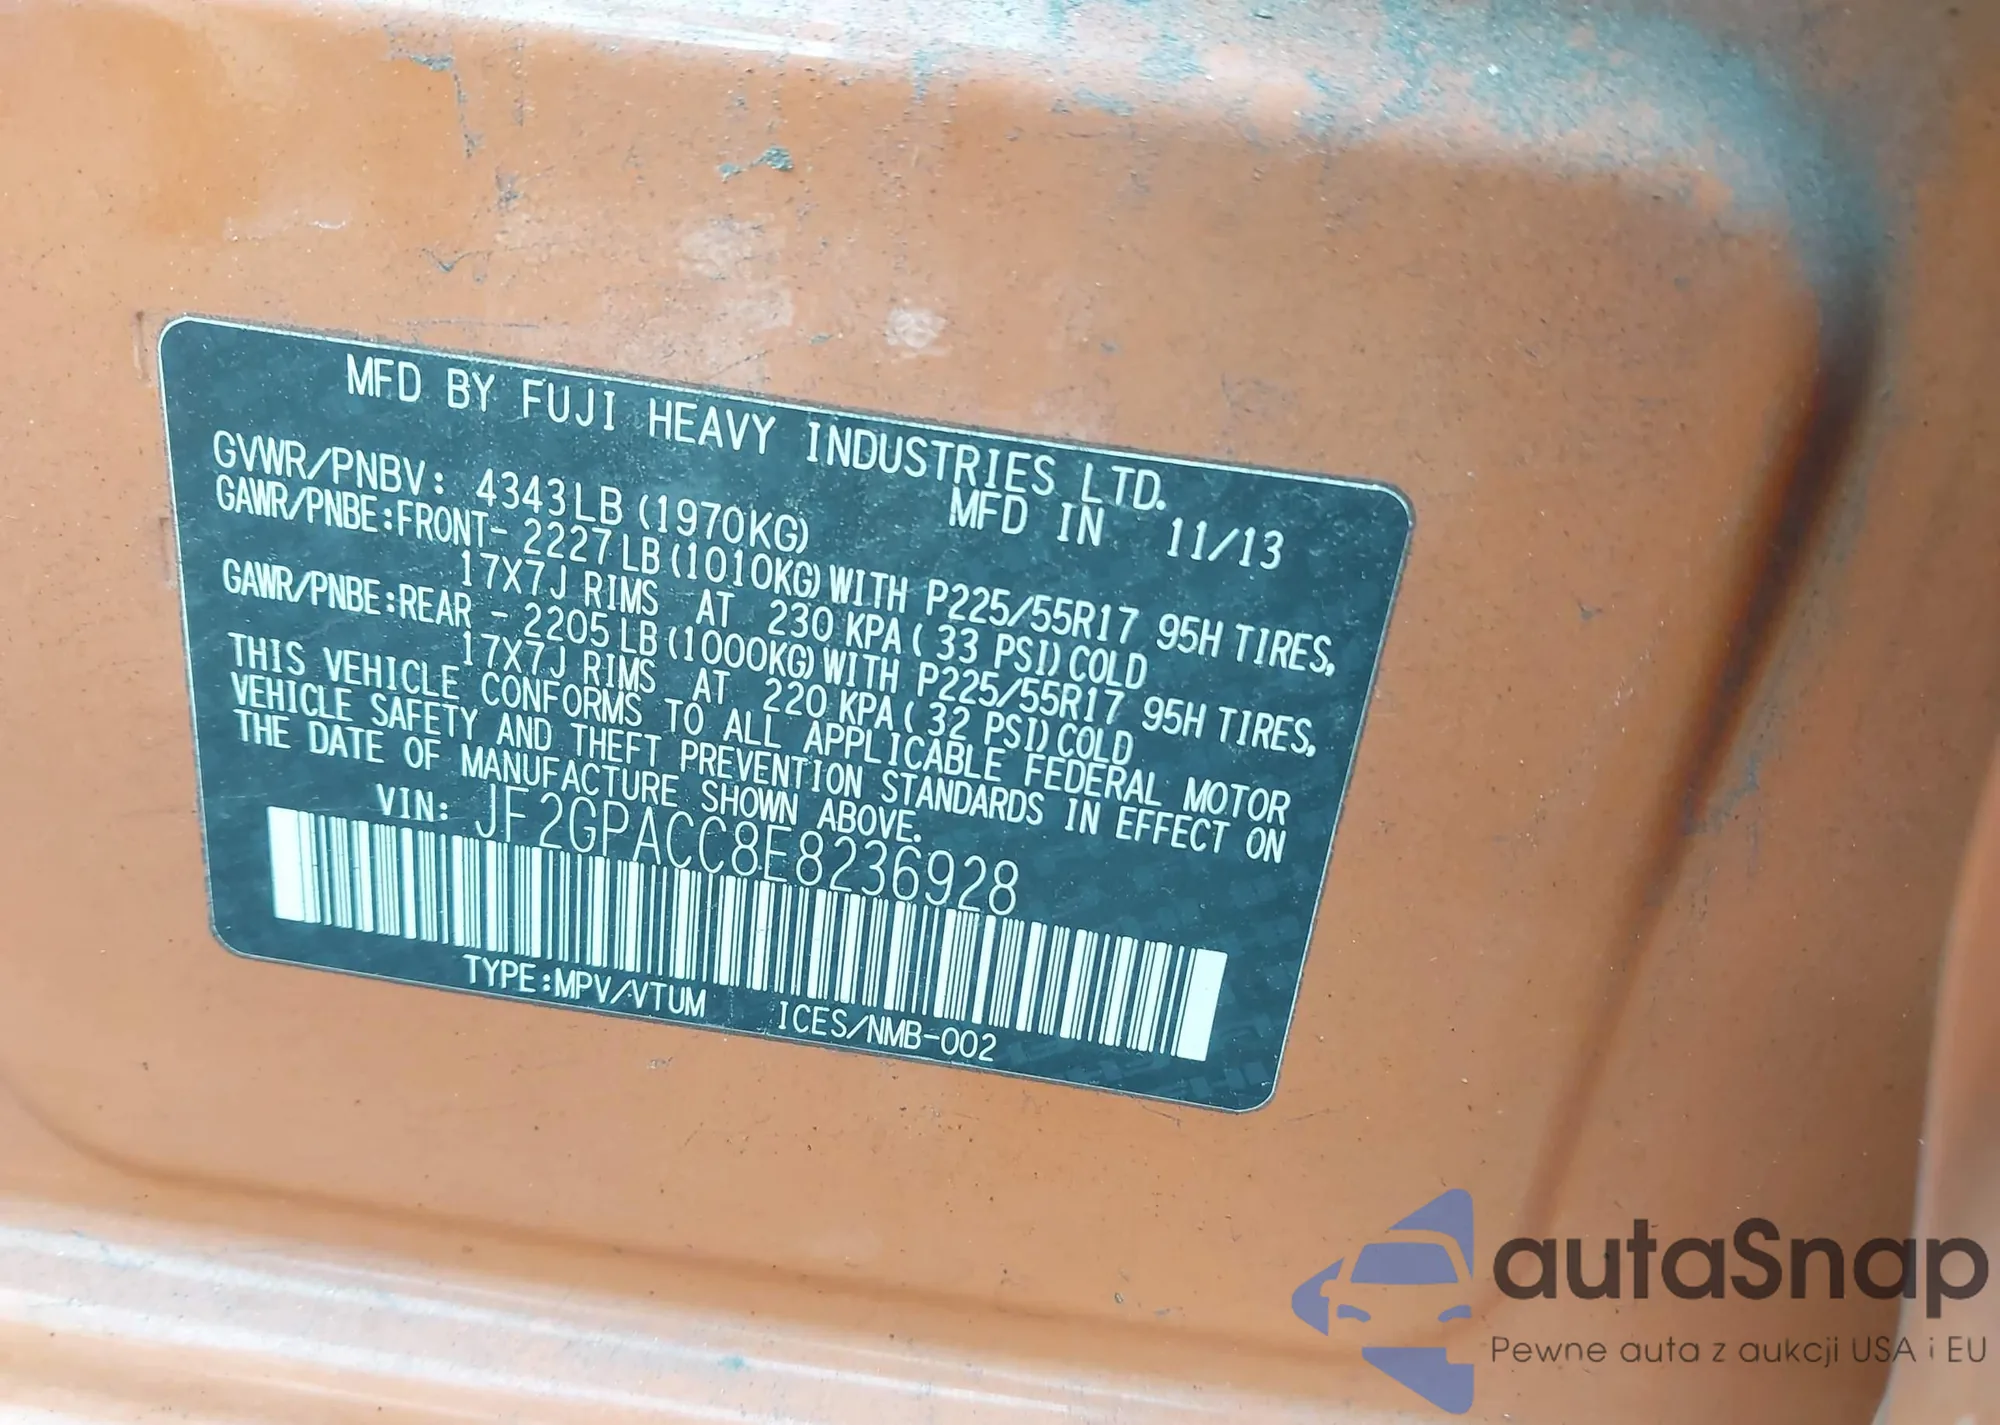 MFD BY FUJI HEAVY INDUSTRIES LTD.
MFD IN 11/13
GVWR/PNBV: 4343LB (1970KG)
GAWR/PNBE:FRONT- 2227LB (1010KG) WITH P225/55R17 95H TIRES,
17X7J RIMS AT 230 KPA ( 33 PSI) COLD
GAWR/PNBE:REAR - 2205LB (1000KG) WITH P225/55R17 95H TIRES,
17X7J RIMS AT 220 KPA ( 32 PSI) COLD
THIS VEHICLE CONFORMS TO ALL APPLICABLE FEDERAL MOTOR
VEHICLE SAFETY AND THEFT PREVENTION STANDARDS IN EFFECT ON
THE DATE OF MANUFACTURE SHOWN ABOVE.
VIN: JF2GPACC8E8236928
TYPE:MPV/VTUM ICES/NMB-002
autaSnap
Pewne auta z aukcji USA i EU